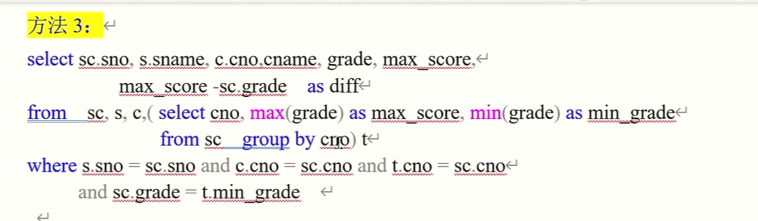 方法 3:
select sc.sno, s.sname, c.cno.cname, grade, max_score,
max_score -sc.grade as diff
from sc, s, c,( select cno, max(grade) as max_score, min(grade) as min_grade
from sc group by cno) t
where s.sno = sc.sno and c.cno = sc.cno and t.cno = sc.cno
and sc.grade = t.min_grade